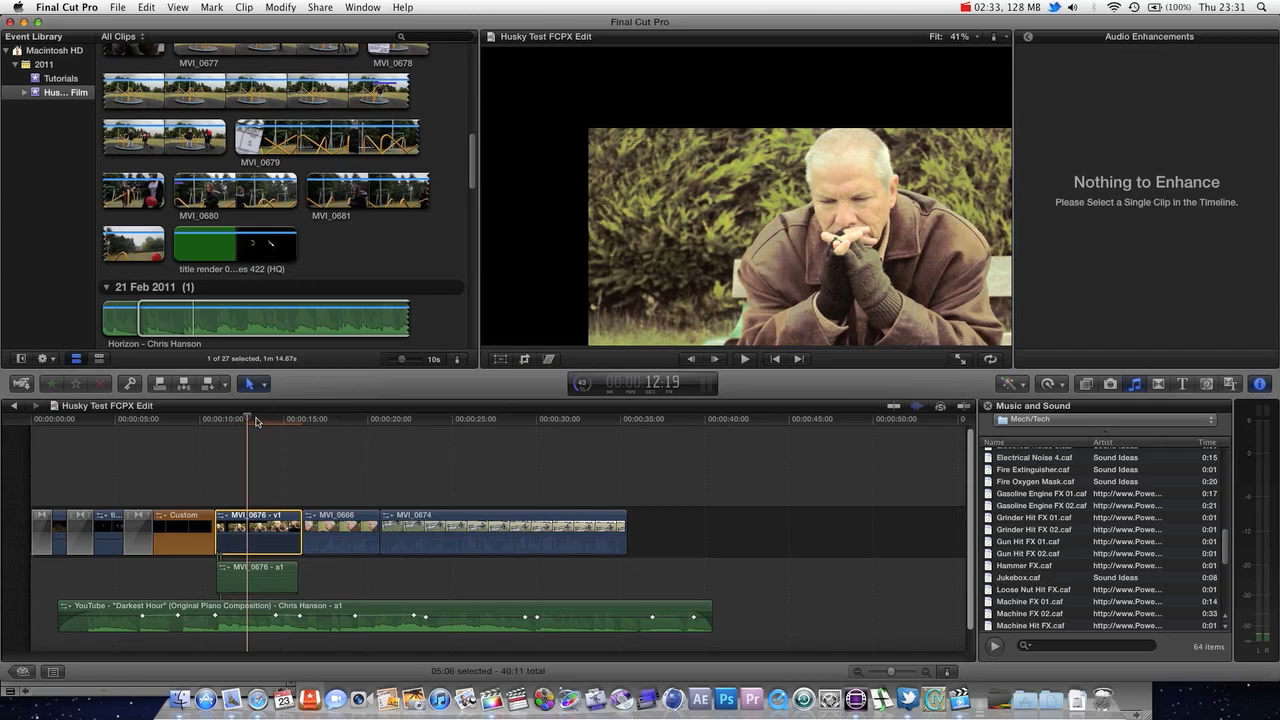 Final Cut Pro File Edit View Mark Clip Modify Share Window Help 02:33, 128 MB (100%) Thu 23:31
Final Cut Pro
Event Library All Clips
Husky Test FCPX Edit Fit: 41% Audio Enhancements
Macintosh HD
2011
Tutorials
Hus... Film
MVI_0677 MVI_0678
MVI_0679
MVI_0680 MVI_0681
title render 0...es 422 (HQ)
21 Feb 2011 (1)
Horizon - Chris Hanson
1 of 27 selected, 1m 14.67s 10s
Nothing to Enhance
Please Select a Single Clip in the Timeline.
43 00:00:12:19
HR MIN SEC FR
Husky Test FCPX Edit
00:00:00:00 00:00:05:00 00:00:10:00 00:00:15:00 00:00:20:00 00:00:25:00 00:00:30:00 00:00:35:00 00:00:40:00 00:00:45:00 00:00:50:00 0
ti... Custom MVI_0676 - v1 MVI_0666 MVI_0674
MVI_0676 - a1
YouTube - "Darkest Hour" (Original Piano Composition) - Chris Hanson - a1
05:06 selected - 40:11 total
Music and Sound
Mech/Tech
Name Artist Time
Electrical Noise 4.caf Sound Ideas 0:15
Fire Extinguisher.caf Sound Ideas 0:01
Fire Oxygen Mask.caf Sound Ideas 0:20
Gasoline Engine FX 01.caf http://www.Powe... 0:17
Gasoline Engine FX 02.caf http://www.Powe... 0:21
Grinder Hit FX 01.caf http://www.Powe... 0:01
Grinder Hit FX 02.caf http://www.Powe... 0:01
Gun Hit FX 01.caf http://www.Powe... 0:01
Gun Hit FX 02.caf http://www.Powe... 0:01
Hammer FX.caf http://www.Powe... 0:01
Jukebox.caf Sound Ideas 0:08
Loose Nut Hit FX.caf http://www.Powe... 0:01
Machine FX 01.caf http://www.Powe... 0:14
Machine FX 02.caf http://www.Powe... 0:33
Machine Hit FX.caf http://www.Powe... 0:01
64 items
L R
23 AE Ps Pr